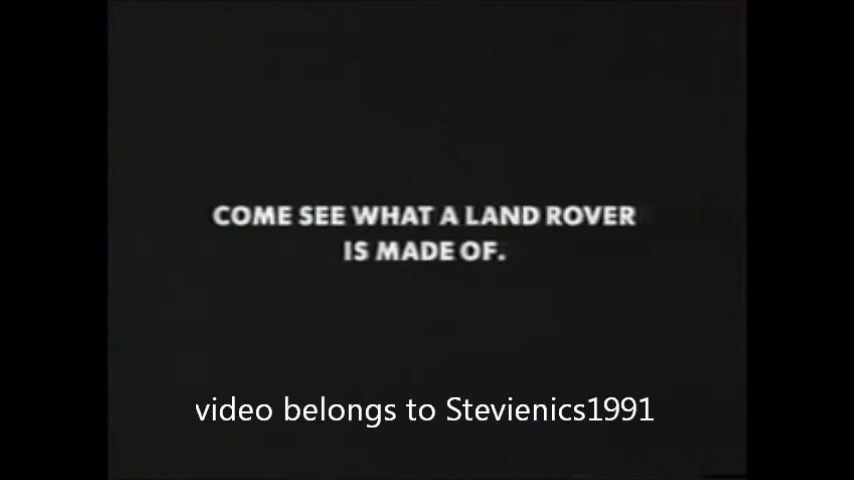 COME SEE WHAT A LAND ROVER
IS MADE OF.
video belongs to Stevienics1991